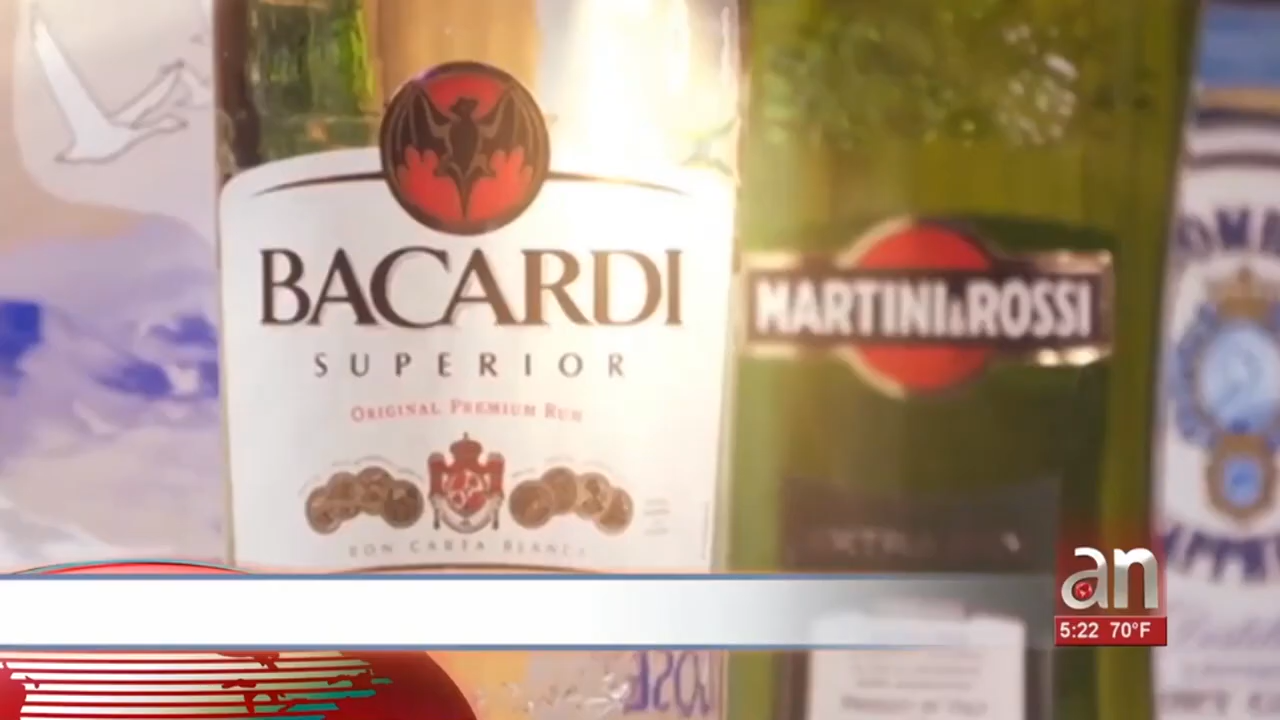 BACARDI
SUPERIOR
ORIGINAL PREMIUM RUM
RON CARTA BLANCA
MARTINI & ROSSI
an
5:22 70°F